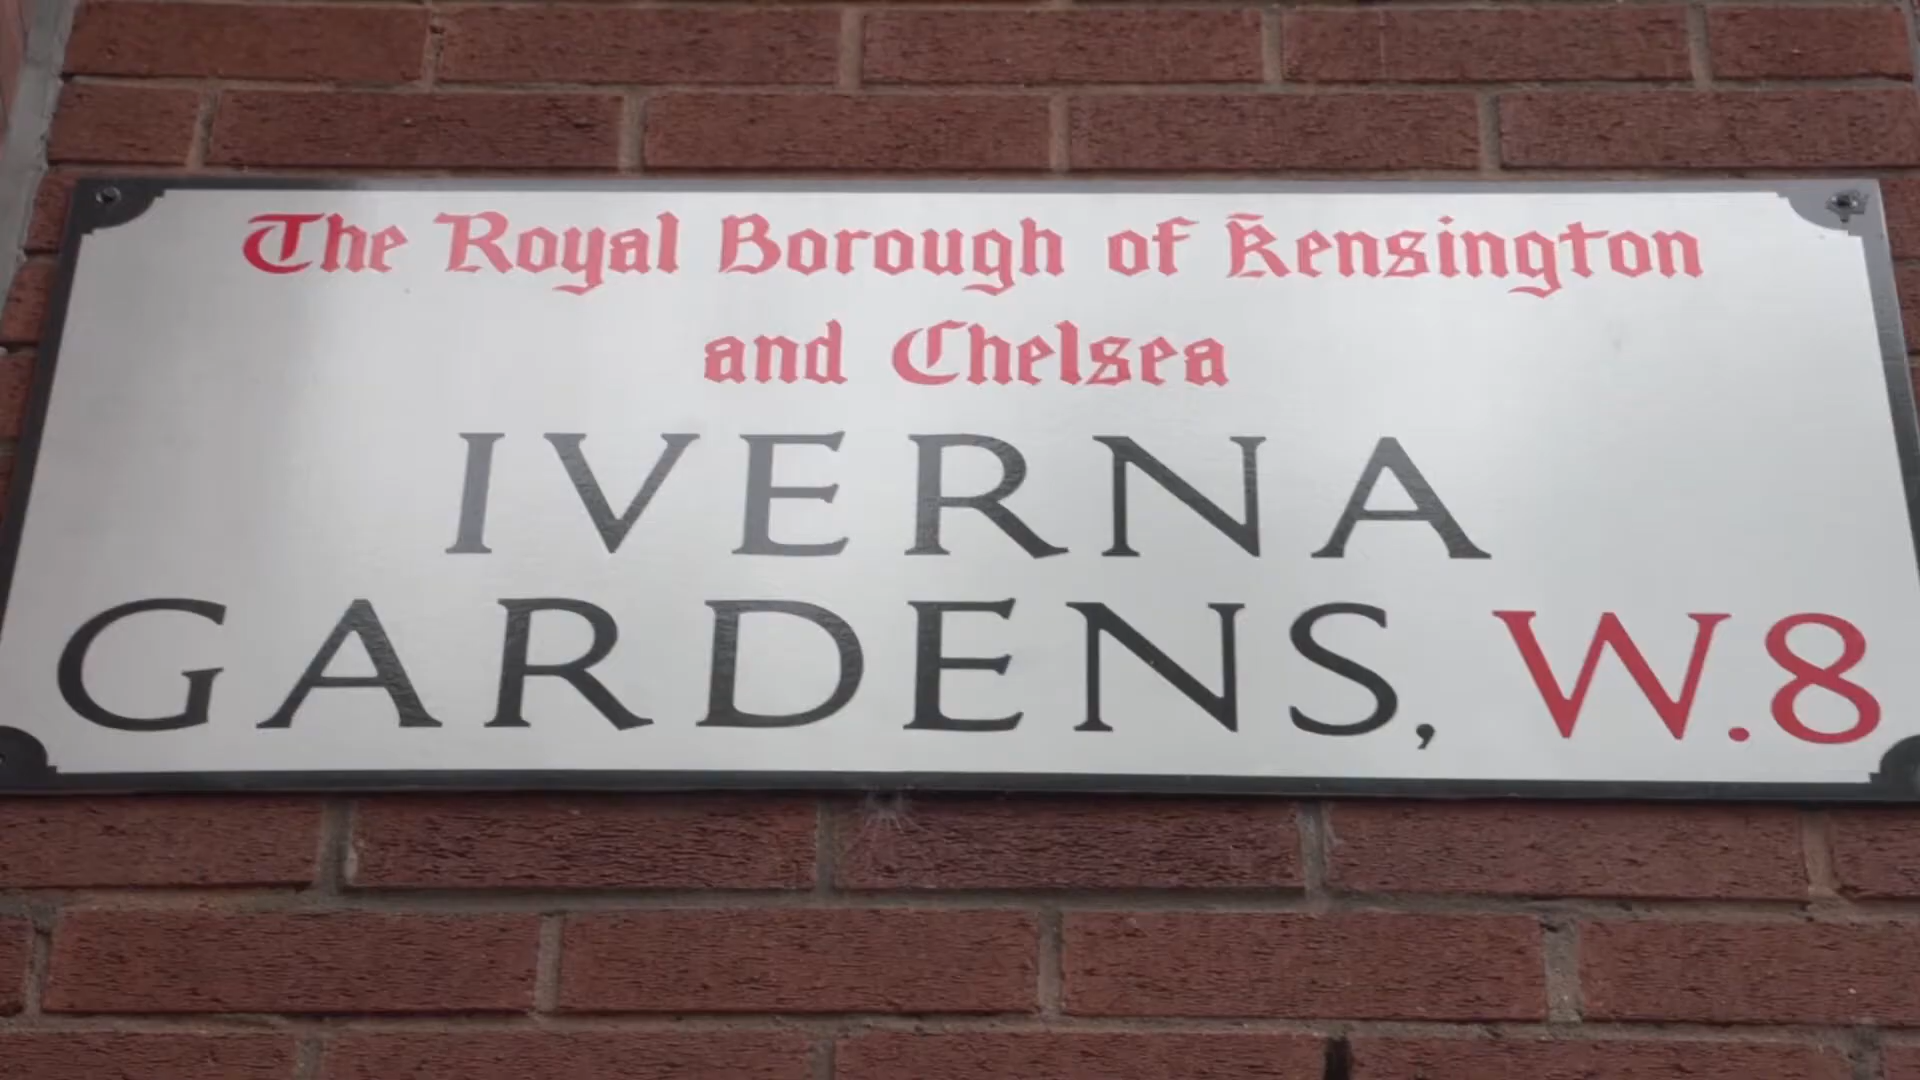 The Royal Borough of Kensington
and Chelsea
IVERNA
GARDENS, W.8